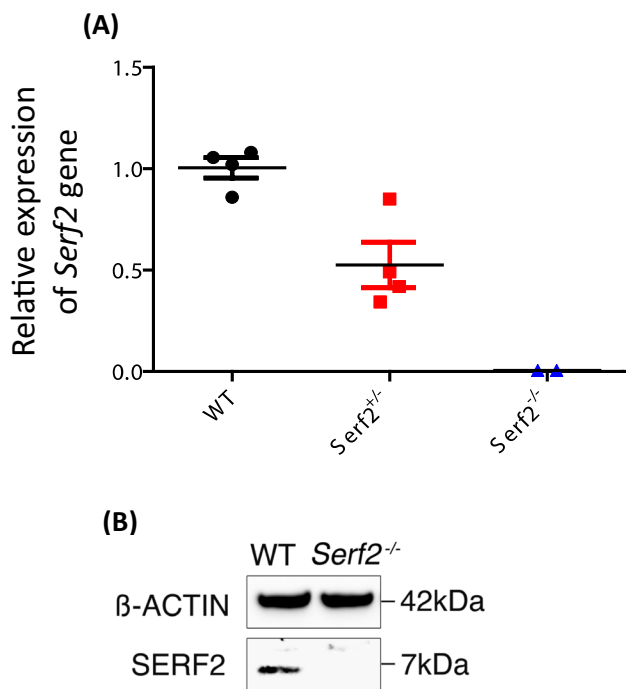 (A)
Relative expression
of Serf2 gene
1.5
1.0
0.5
0.0
WT
Serf2+/-
Serf2-/-
(B)
WT Serf2-/-
ß-ACTIN
42kDa
SERF2
7kDa